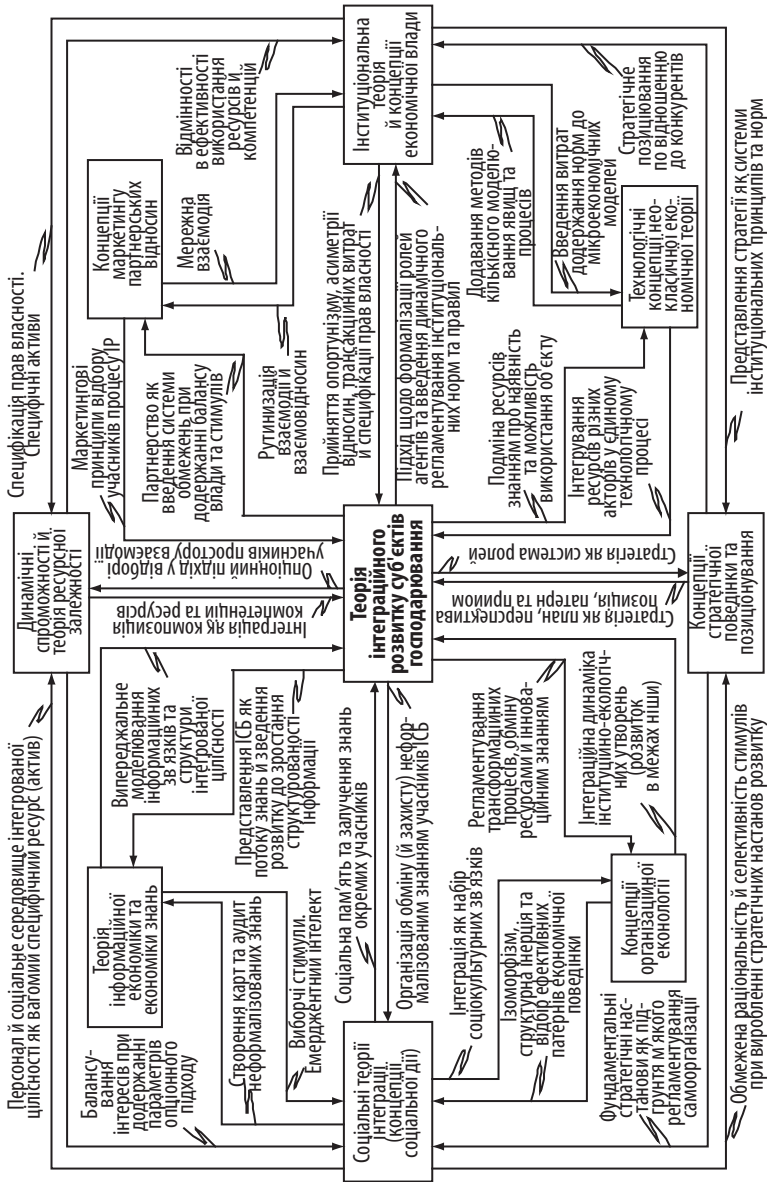 Специфікація прав власності.
Специфічні активи
Динамічні
спроможності й
теорія ресурсної
залежності
Персонал й соціальне середовище інтегрованої
цілісності як вагомий специфічний ресурс (актив)
Відмінності
в ефективності
використання
ресурсів й
компетенцій
Концепції
маркетингу
партнерських
відносин
Маркетингові
принципи відбору
учасників процесу ІР
Випереджальне
моделювання
інформаційних
зв’язків та
структури
інтегрованої
цілісності
Теорія
інформаційної
економіки та
економіки знань
Балансу-
вання
інтересів при
додержанні
параметрів
опціонного
підходу
Мережна
взаємодія
Партнерство як
введення системи
обмежень при
додержанні балансу
влади та стимулів
Опціонний підхід у відборі
учасників простору взаємодії
Інтеграція як композиція
компетенцій та ресурсів
Представлення ІСБ як
потоку знань й зведення
розвитку до зростання
структурованості
інформації
Створення карт та аудит
неформалізованих знань
Рутинизація
взаємодії й
взаємовідносин
Виборчі стимули.
Емерджентний інтелект
Інституціональна
теорія
й концепції
економічної влади
Прийняття опортунізму, асиметрії
відносин, трансакційних витрат
и специфікації прав власності
Підхід щодо формалізації ролей
агентів та введення динамічного
регламентування інституціональ-
них норм та правил
Теорія
інтеграційного
розвитку суб’єктів
господарювання
Соціальна пам’ять та залучення знань
окремих учасників
Організація обміну (й захисту) нефор-
малізованим знанням учасників ІСБ
Соціальні теорії
інтеграції
(концепції
соціальної дії)
Додавання методів
кількісного моделю-
вання явищ та
процесів
Подміна ресурсів
знанням про наявність
та можливість
використання об’єкту
Стратегія як система ролей
Стратегія як план, перспектива
позиція, патерн та прийом
Регламентування
трансформаційних
процесів, обміну
ресурсами й іннова-
ційним знанням
Інтеграція як набір
соціокультурних зв’язків
Введення витрат
додержання норм до
мікроекономічних
моделей
Інтегрування
ресурсів різних
акторів у єдиному
технологічному
процесі
Інтеграційна динаміка
інституційно-екологіч-
них утворень
(розвиток
в межах ніши)
Ізоморфізм,
структурна інерція та
відбір ефективних
патернів економічної
поведінки
Стратегічне
позицювання
по відношенню
до конкурентів
Технологічні
концепції нео-
класичної еко-
номічної теорії
Концепції
організаційної
екології
Фундаментальні
стратегічні нас-
танови як під-
грунтя м’якого
регламентування
самоорганізації
Представлення стратегії як системи
інституціональних принципів та норм
Концепції
стратегічної
поведінки та
позиціонування
Обмежена раціональність й селективність стимулів
при виробленні стратегічних настанов розвитку